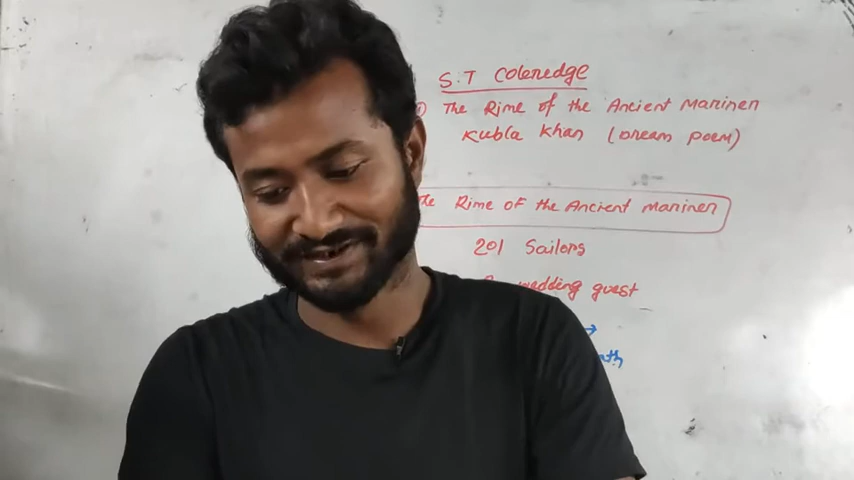 S.T Coleredge
① The Rime of the Ancient Marinen
Kubla Khan (Dream poem)
The Rime of the Ancient Marinen
201 Sailors
wedding guest